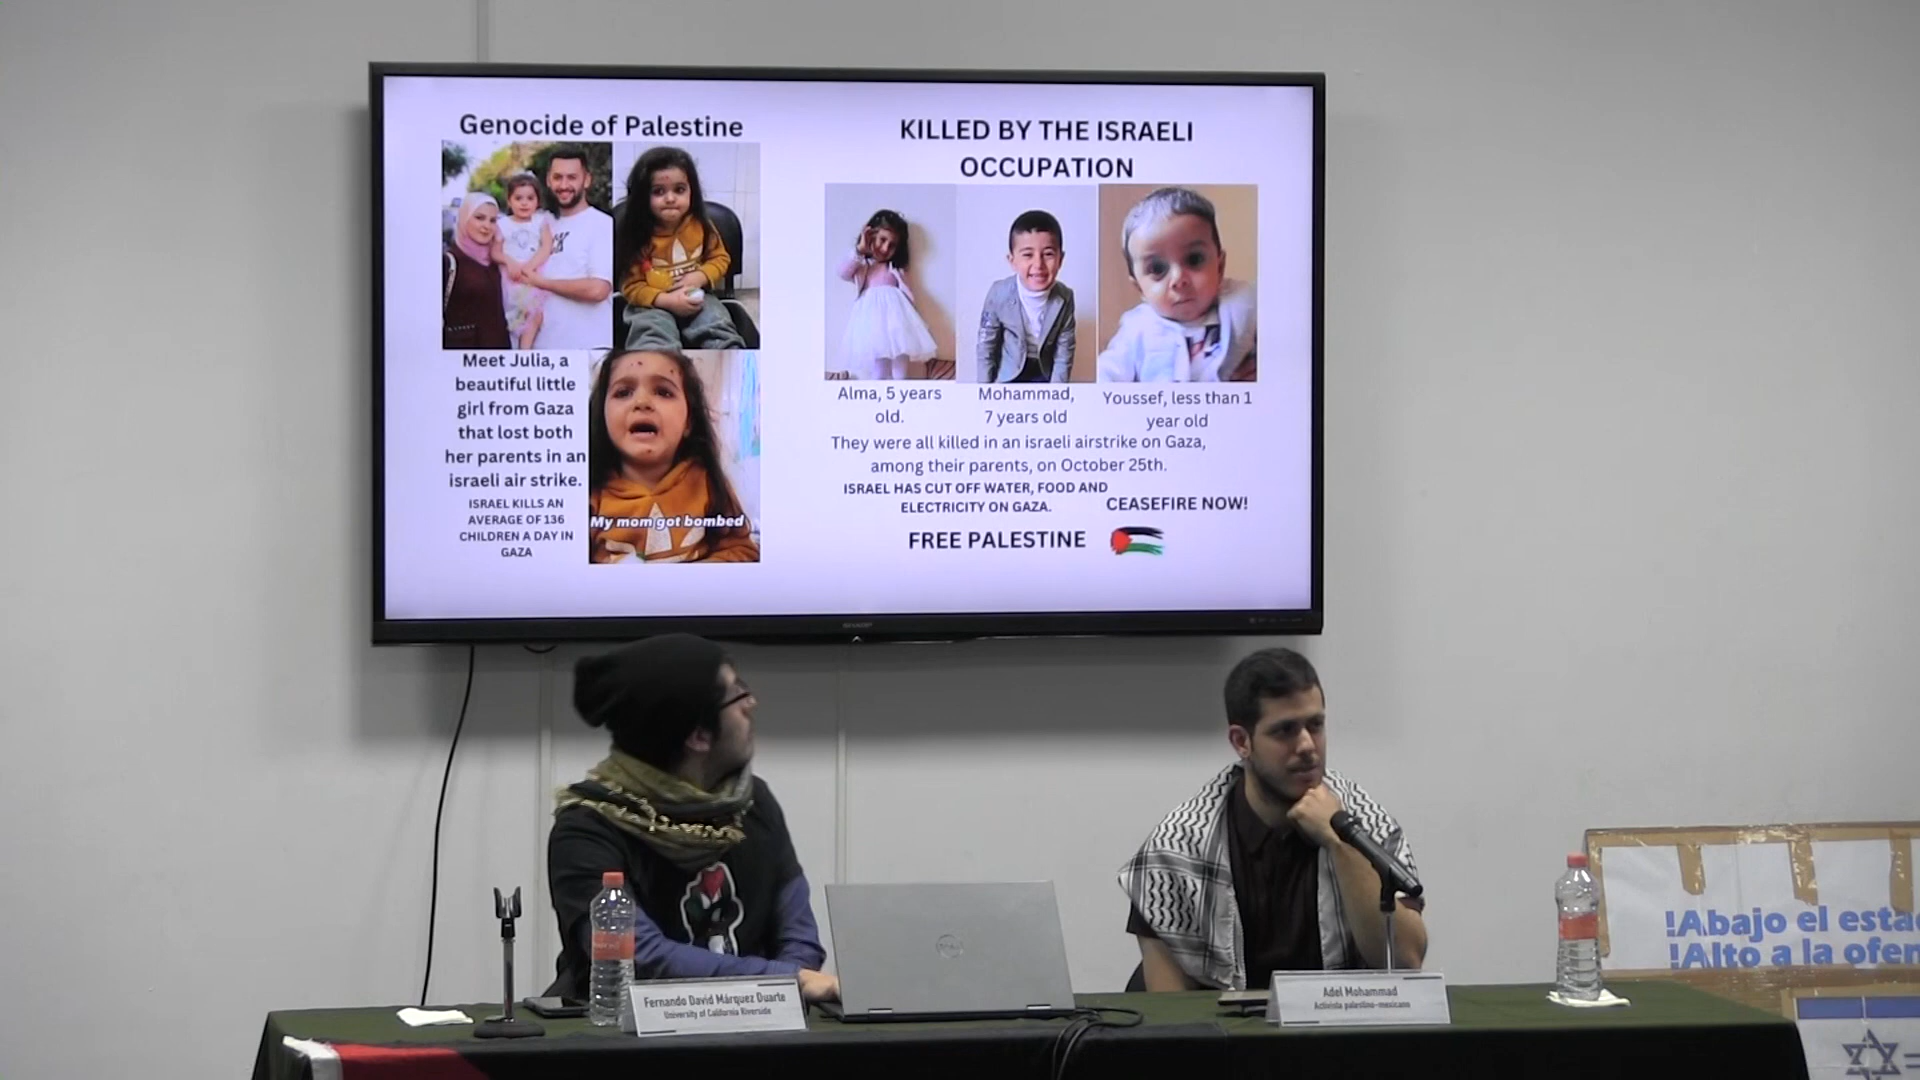 Genocide of Palestine
Meet Julia, a
beautiful little
girl from Gaza
that lost both
her parents in an
israeli air strike.
ISRAEL KILLS AN
AVERAGE OF 136
CHILDREN A DAY IN
GAZA
My mom got bombed
KILLED BY THE ISRAELI
OCCUPATION
Alma, 5 years
old.
Mohammad,
7 years old
Youssef, less than 1
year old
They were all killed in an israeli airstrike on Gaza,
among their parents, on October 25th.
ISRAEL HAS CUT OFF WATER, FOOD AND
ELECTRICITY ON GAZA.
CEASEFIRE NOW!
FREE PALESTINE
SHARP
Fernando David Márquez Duarte
University of California Riverside
DELL
Adel Mohammad
Activista palestino-mexicano
!Abajo el esta
!Alto a la ofen
=